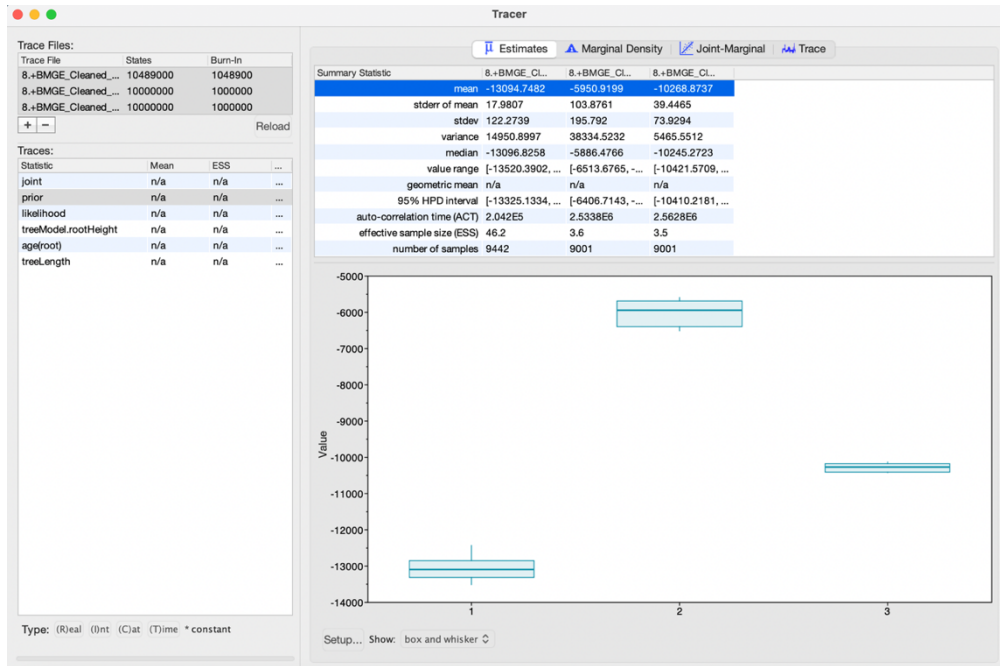 Tracer
Trace Files:
Trace File States Burn-In
8.+BMGE_Cleaned_... 10489000 1048900
8.+BMGE_Cleaned_... 10000000 1000000
8.+BMGE_Cleaned_... 10000000 1000000
+ − Reload
Traces:
Statistic Mean ESS ...
joint n/a n/a ...
prior n/a n/a ...
likelihood n/a n/a ...
treeModel.rootHeight n/a n/a ...
age(root) n/a n/a ...
treeLength n/a n/a ...
Type: (R)eal (I)nt (C)at (T)ime * constant
Estimates Marginal Density Joint-Marginal Trace
Summary Statistic 8.+BMGE_CL... 8.+BMGE_CL... 8.+BMGE_CL...
mean -13094.7482 -5950.9199 -10268.8737
stderr of mean 17.9807 103.8761 39.4465
stdev 122.2739 195.792 73.9294
variance 14950.8997 38334.5232 5465.5512
median -13096.8258 -5886.4766 -10245.2723
value range [-13520.3902, ... [-6513.6765, -... [-10421.5709, ...
geometric mean n/a n/a n/a
95% HPD interval [-13325.1334, ... [-6406.7143, -... [-10410.2181, ...
auto-correlation time (ACT) 2.042E5 2.5338E6 2.5628E6
effective sample size (ESS) 46.2 3.6 3.5
number of samples 9442 9001 9001
-5000
-6000
-7000
-8000
-9000
-10000
-11000
-12000
-13000
-14000
Value
1 2 3
Setup... Show: box and whisker